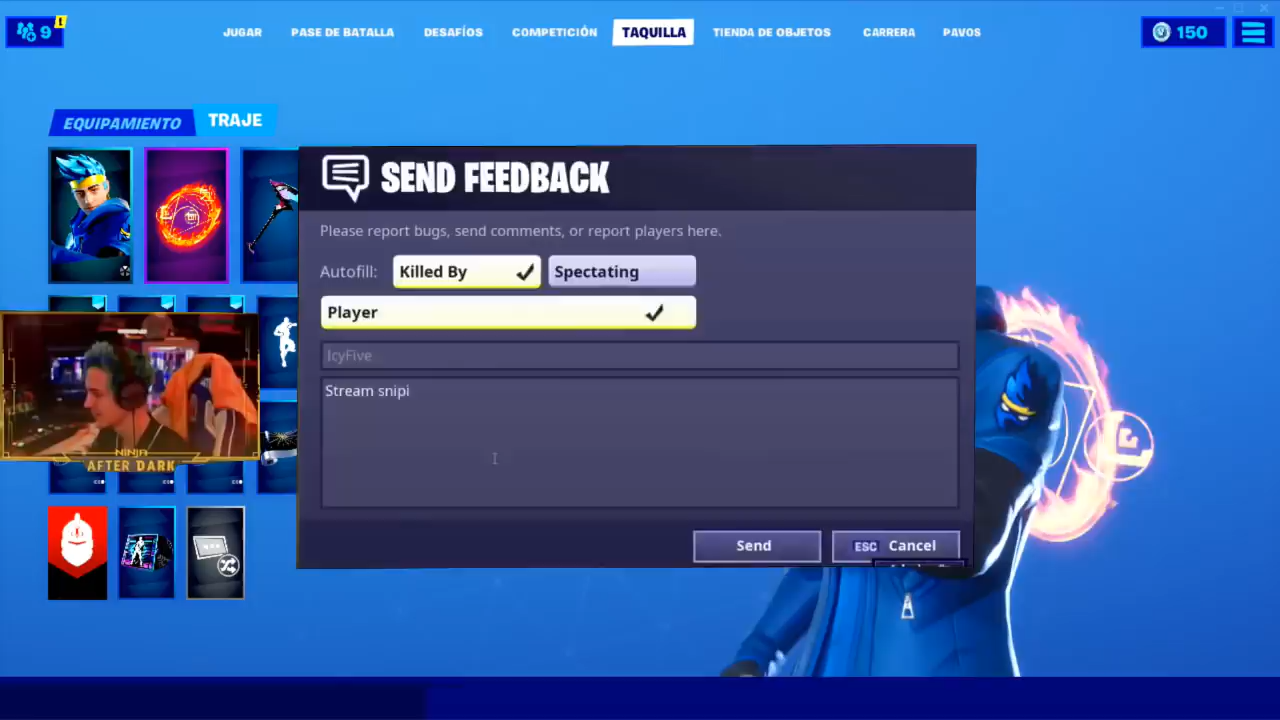 9
!
JUGAR
PASE DE BATALLA
DESAFÍOS
COMPETICIÓN
TAQUILLA
TIENDA DE OBJETOS
CARRERA
PAVOS
150
EQUIPAMIENTO
TRAJE
SEND FEEDBACK
Please report bugs, send comments, or report players here.
Autofill:
Killed By
Spectating
Player
IcyFive
Stream snipi
Send
ESC Cancel
NINJA
AFTER DARK